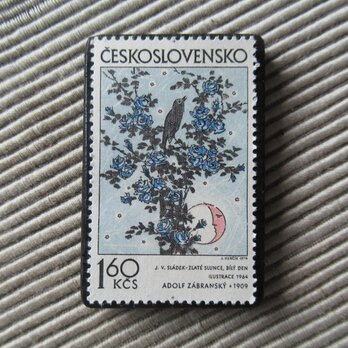 ČESKOSLOVENSKO
J. V. SLÁDEK-ZLATÉ SLUNCE, BÍLÝ DEN
ILUSTRACE 1964
1 60
KČS
ADOLF ZÁBRANSKÝ * 1909